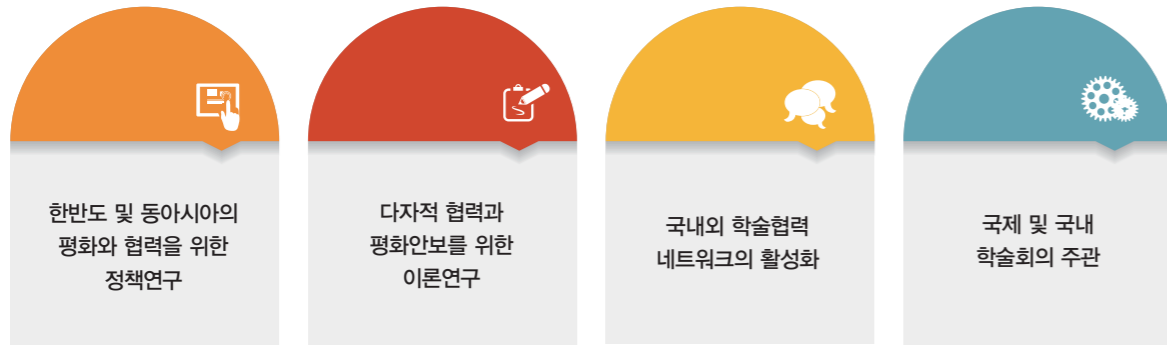 한반도 및 동아시아의
평화와 협력을 위한
정책연구
다자적 협력과
평화안보를 위한
이론연구
국내외 학술협력
네트워크의 활성화
국제 및 국내
학술회의 주관